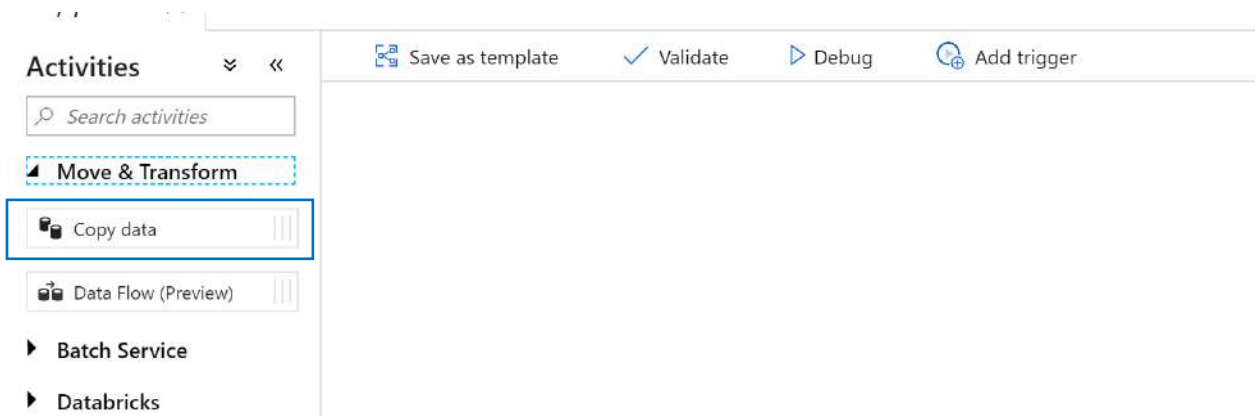 Activities
Save as template
Validate
Debug
Add trigger
Search activities
Move & Transform
Copy data
Data Flow (Preview)
Batch Service
Databricks